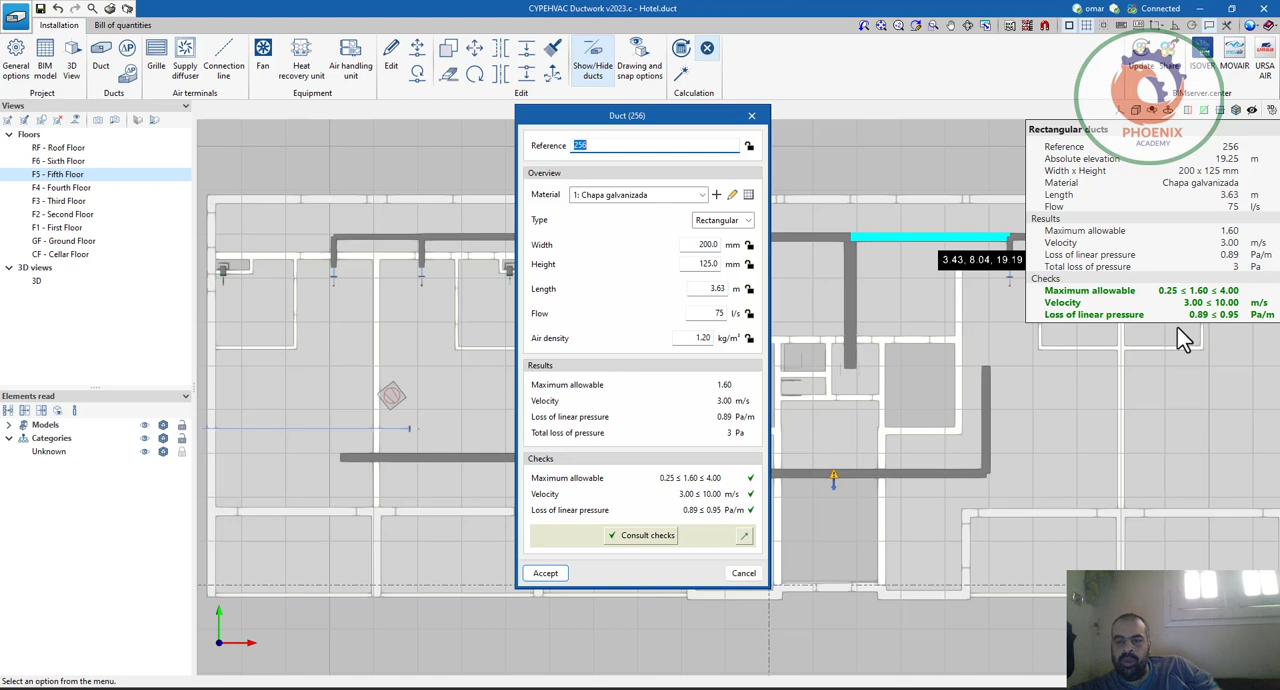 CYPEHVAC Ductwork v2023.c - Hotel.duct
omar
Connected
Installation
Bill of quantities
General options
BIM model
3D View
Duct
Grille
Supply diffuser
Connection line
Fan
Heat recovery unit
Air handling unit
Edit
Show/Hide ducts
Drawing and snap options
Update
Share
ISOVER
MOVAIR
URSA AIR
Project
Ducts
Air terminals
Equipment
Edit
Calculation
BIMserver.center
PHOENIX
ACADEMY
Views
Floors
RF - Roof Floor
F6 - Sixth Floor
F5 - Fifth Floor
F4 - Fourth Floor
F3 - Third Floor
F2 - Second Floor
F1 - First Floor
GF - Ground Floor
CF - Cellar Floor
3D views
3D
Elements read
Models
Categories
Unknown
Duct (256)
Reference 256
Overview
Material 1: Chapa galvanizada
Type Rectangular
Width 200.0 mm
Height 125.0 mm
Length 3.63 m
Flow 75 l/s
Air density 1.20 kg/m³
Results
Maximum allowable 1.60
Velocity 3.00 m/s
Loss of linear pressure 0.89 Pa/m
Total loss of pressure 3 Pa
Checks
Maximum allowable 0.25 ≤ 1.60 ≤ 4.00
Velocity 3.00 ≤ 10.00 m/s
Loss of linear pressure 0.89 ≤ 0.95 Pa/m
Consult checks
Accept
Cancel
3.43, 8.04, 19.19
Rectangular ducts
Reference 256
Absolute elevation 19.25 m
Width x Height 200 x 125 mm
Material Chapa galvanizada
Length 3.63 m
Flow 75 l/s
Results
Maximum allowable 1.60
Velocity 3.00 m/s
Loss of linear pressure 0.89 Pa/m
Total loss of pressure 3 Pa
Checks
Maximum allowable 0.25 ≤ 1.60 ≤ 4.00
Velocity 3.00 ≤ 10.00 m/s
Loss of linear pressure 0.89 ≤ 0.95 Pa/m
Select an option from the menu.